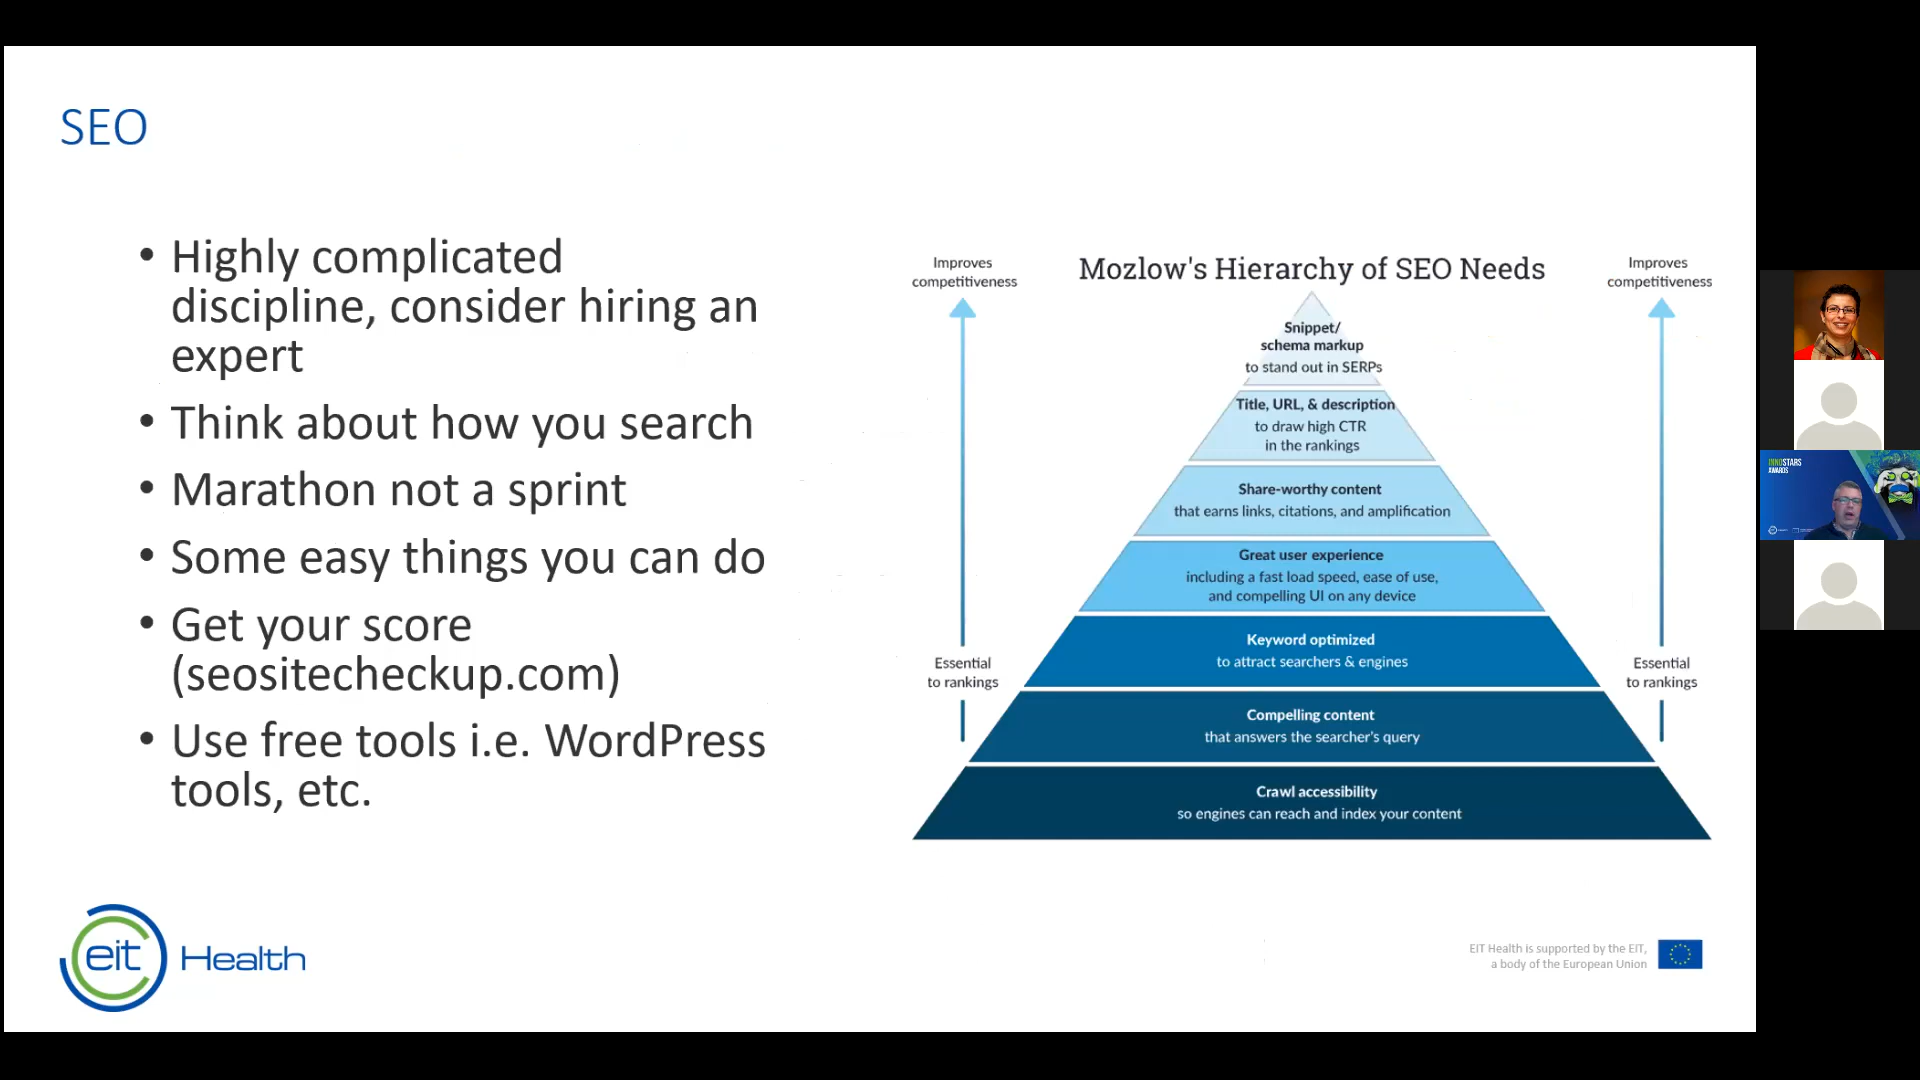 SEO
• Highly complicated
discipline, consider hiring an
expert
• Think about how you search
• Marathon not a sprint
• Some easy things you can do
• Get your score
(seositecheckup.com)
• Use free tools i.e. WordPress
tools, etc.
Mozlow's Hierarchy of SEO Needs
Improves
competitiveness
Essential
to rankings
Snippet/
schema markup
to stand out in SERPs
Title, URL, & description
to draw high CTR
in the rankings
Share-worthy content
that earns links, citations, and amplification
Great user experience
including a fast load speed, ease of use,
and compelling UI on any device
Keyword optimized
to attract searchers & engines
Compelling content
that answers the searcher's query
Crawl accessibility
so engines can reach and index your content
Improves
competitiveness
Essential
to rankings
eit Health
EIT Health is supported by the EIT,
a body of the European Union
INNOSTARS
AWARDS